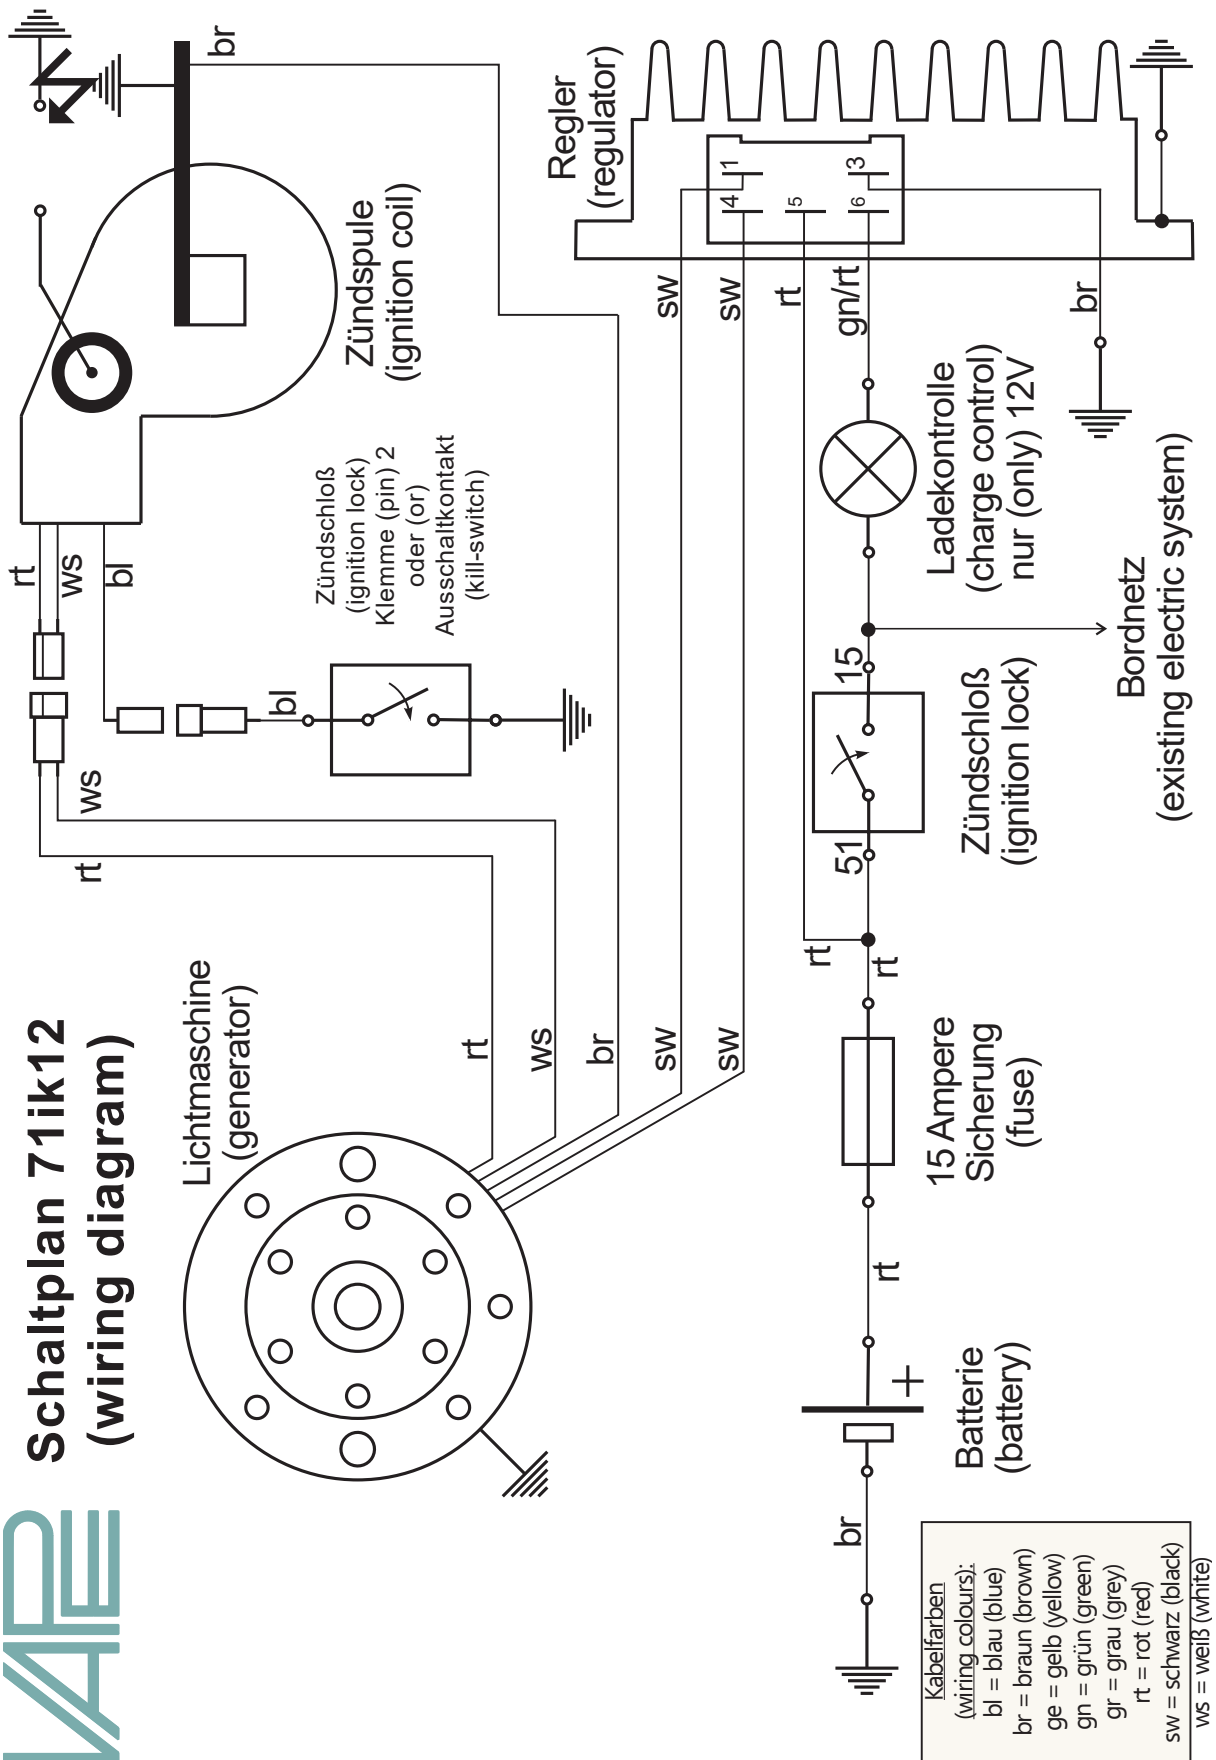 VAPE
Schaltplan 71ik12
(wiring diagram)
Lichtmaschine
(generator)
rt
ws
br
sw
sw
rt
ws
rt
ws
bl
bl
Zündschloß
(ignition lock)
Klemme (pin) 2
oder (or)
Ausschaltkontakt
(kill-switch)
Zündspule
(ignition coil)
br
Regler
(regulator)
1
4
5
3
6
sw
sw
rt
gn/rt
br
Ladekontrolle
(charge control)
nur (only) 12V
Bordnetz
(existing electric system)
15
51
Zündschloß
(ignition lock)
rt
rt
15 Ampere
Sicherung
(fuse)
rt
+
Batterie
(battery)
br
Kabelfarben
(wiring colours):
bl = blau (blue)
br = braun (brown)
ge = gelb (yellow)
gn = grün (green)
gr = grau (grey)
rt = rot (red)
sw = schwarz (black)
ws = weiß (white)